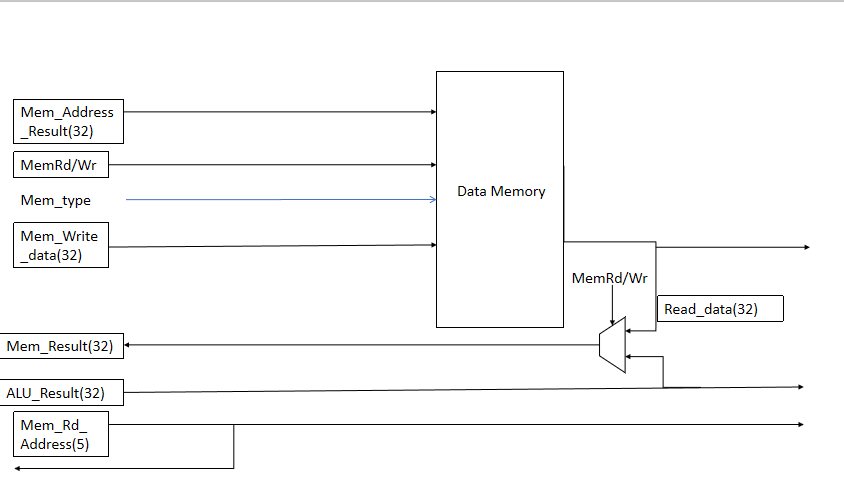 Mem_Address
_Result(32)
MemRd/Wr
Mem_type
Data Memory
Mem_Write
_data(32)
MemRd/Wr
Read_data(32)
Mem_Result(32)
ALU_Result(32)
Mem_Rd_
Address(5)